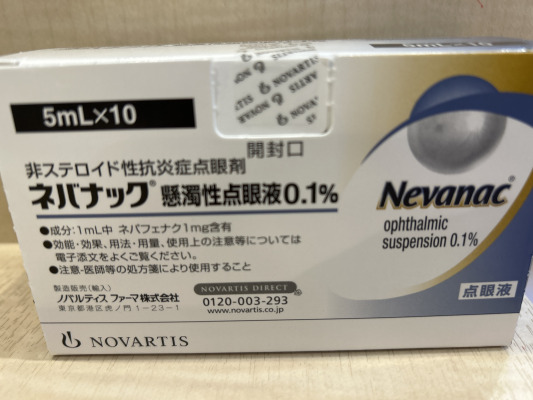 NOVARTIS
5mL×10
開封口
非ステロイド性抗炎症点眼剤
ネバナック® 懸濁性点眼液0.1%
Nevanac®
ophthalmic
suspension 0.1%
●成分:1mL中 ネパフェナク1mg含有
●効能・効果、用法・用量、使用上の注意等については
電子添文をよくご覧ください。
●注意-医師等の処方箋により使用すること
製造販売(輸入)
ノバルティス ファーマ株式会社
東京都港区虎ノ門1-23-1
NOVARTIS DIRECT
0120-003-293
www.novartis.co.jp
点眼液
NOVARTIS